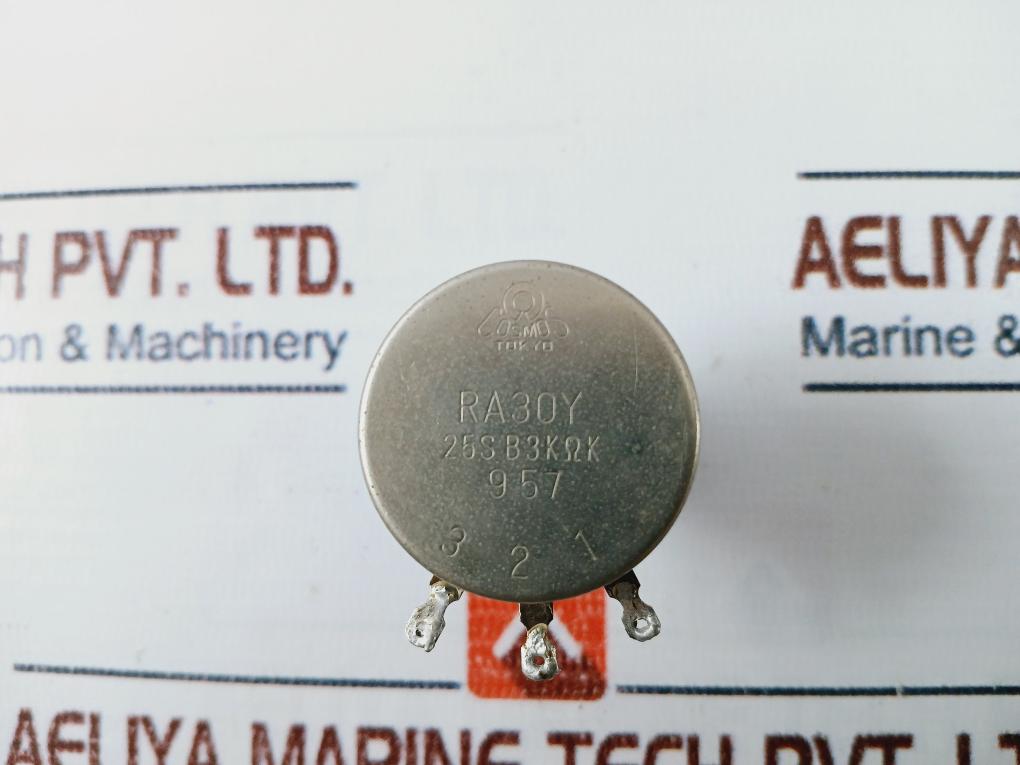 H PVT. LTD.
on & Machinery
AELIYA
Marine &
COSMOS
TOKYO
RA30Y
25S B3KΩK
957
3 2 1
AELIYA MARINE TECH PVT. LT